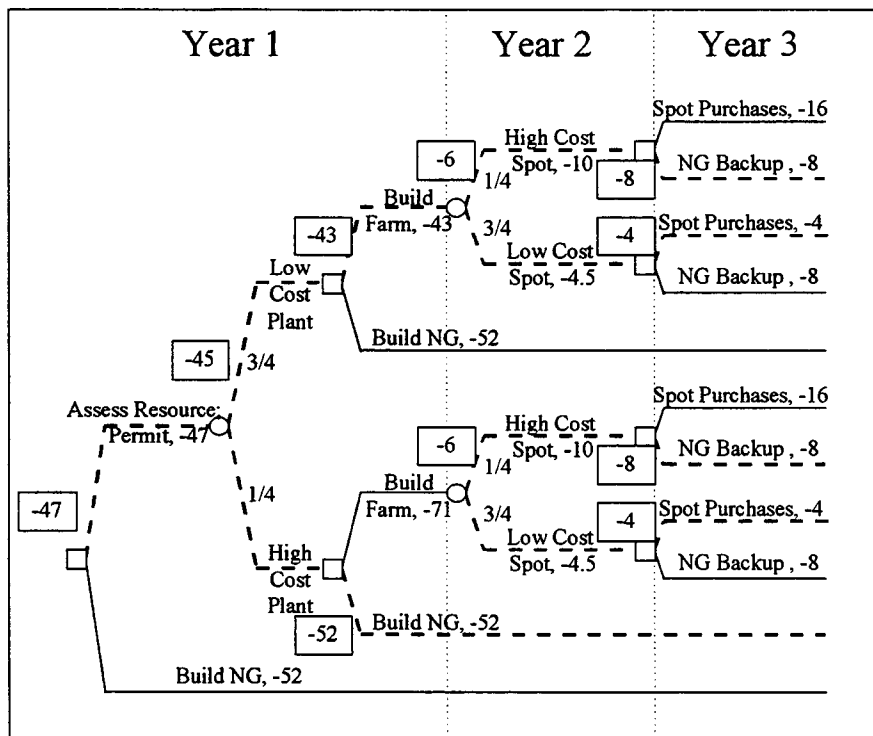 Year 1
Year 2
Year 3
Spot Purchases, -16
High Cost
-6
Spot, -10
NG Backup , -8
-8
1/4
Build
Farm, -43
3/4
-43
-4
Spot Purchases, -4
Low Cost
Spot, -4.5
NG Backup , -8
Low
Cost
Plant
Build NG, -52
-45
3/4
Assess Resource:
Permit, -47
Spot Purchases, -16
High Cost
-6
Spot, -10
NG Backup , -8
-8
1/4
Build
Farm, -71
3/4
1/4
-47
-4
Spot Purchases, -4
Low Cost
Spot, -4.5
NG Backup , -8
High
Cost
Plant
-52
Build NG, -52
Build NG, -52